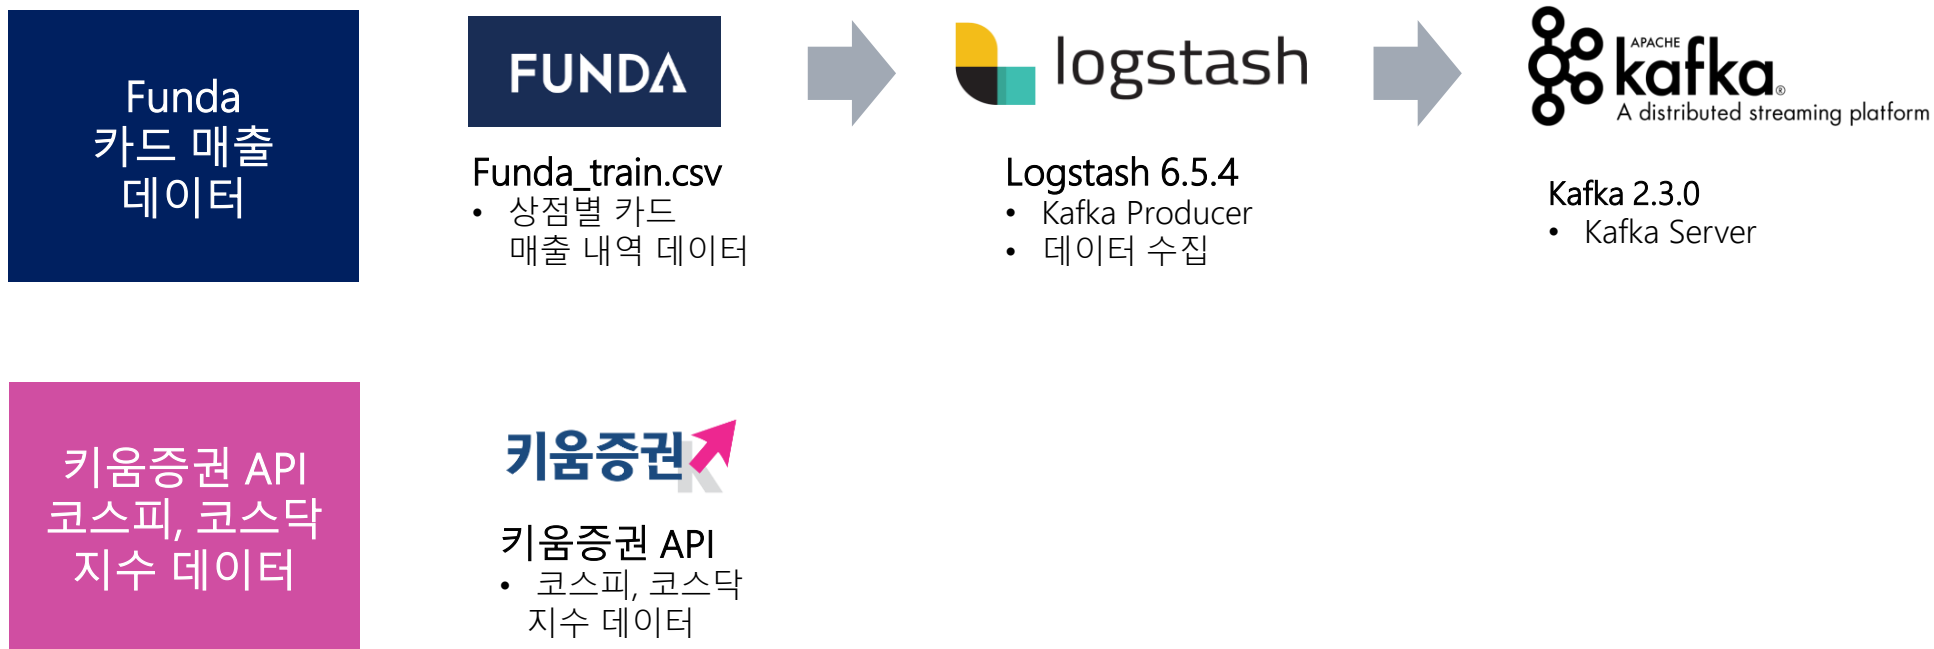 Funda
카드 매출
데이터
FUNDA
Funda_train.csv
• 상점별 카드
매출 내역 데이터
logstash
Logstash 6.5.4
• Kafka Producer
• 데이터 수집
APACHE
kafka®
A distributed streaming platform
Kafka 2.3.0
• Kafka Server
키움증권 API
코스피, 코스닥
지수 데이터
키움증권
K
키움증권 API
• 코스피, 코스닥
지수 데이터